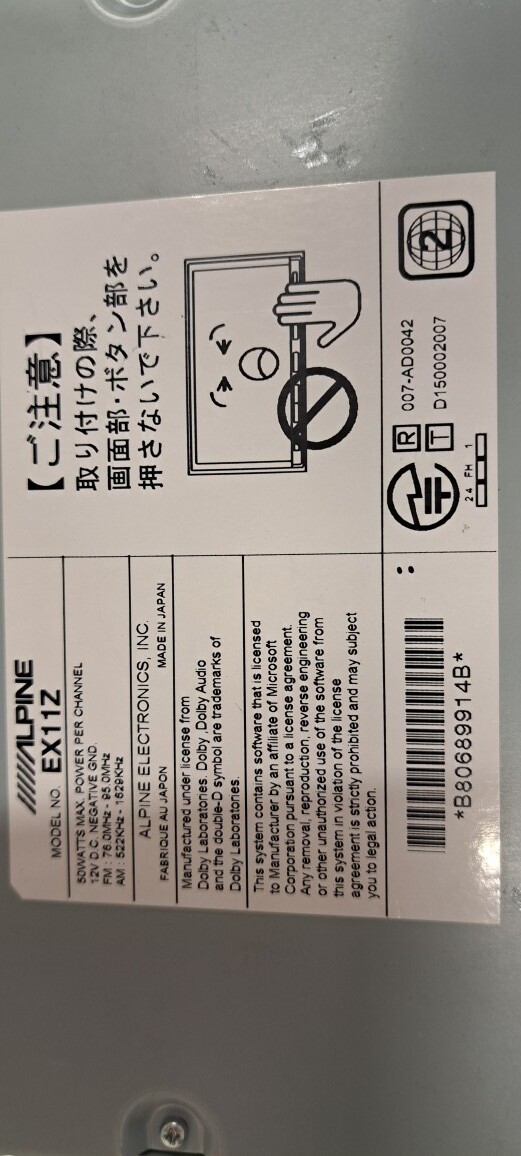 ALPINE
MODEL NO. EX11Z
50WATTS MAX. POWER PER CHANNEL
12V D.C. NEGATIVE GND.
FM : 76.0MHz - 95.0MHz
AM : 522KHz - 1629KHz
ALPINE ELECTRONICS, INC.
FABRIQUE AU JAPON MADE IN JAPAN
Manufactured under license from
Dolby Laboratories. Dolby, Dolby Audio
and the double-D symbol are trademarks of
Dolby Laboratories.
This system contains software that is licensed
to Manufacturer by an affiliate of Microsoft
Corporation pursuant to a license agreement.
Any removal, reproduction, reverse engineering
or other unauthorized use of the software from
this system in violation of the license
agreement is strictly prohibited and may subject
you to legal action.
*B80689914B*
【ご注意】
取り付けの際、
画面部・ボタン部を
押さないで下さい。
R 007-AD0042
T D150002007
24 FH 1
2